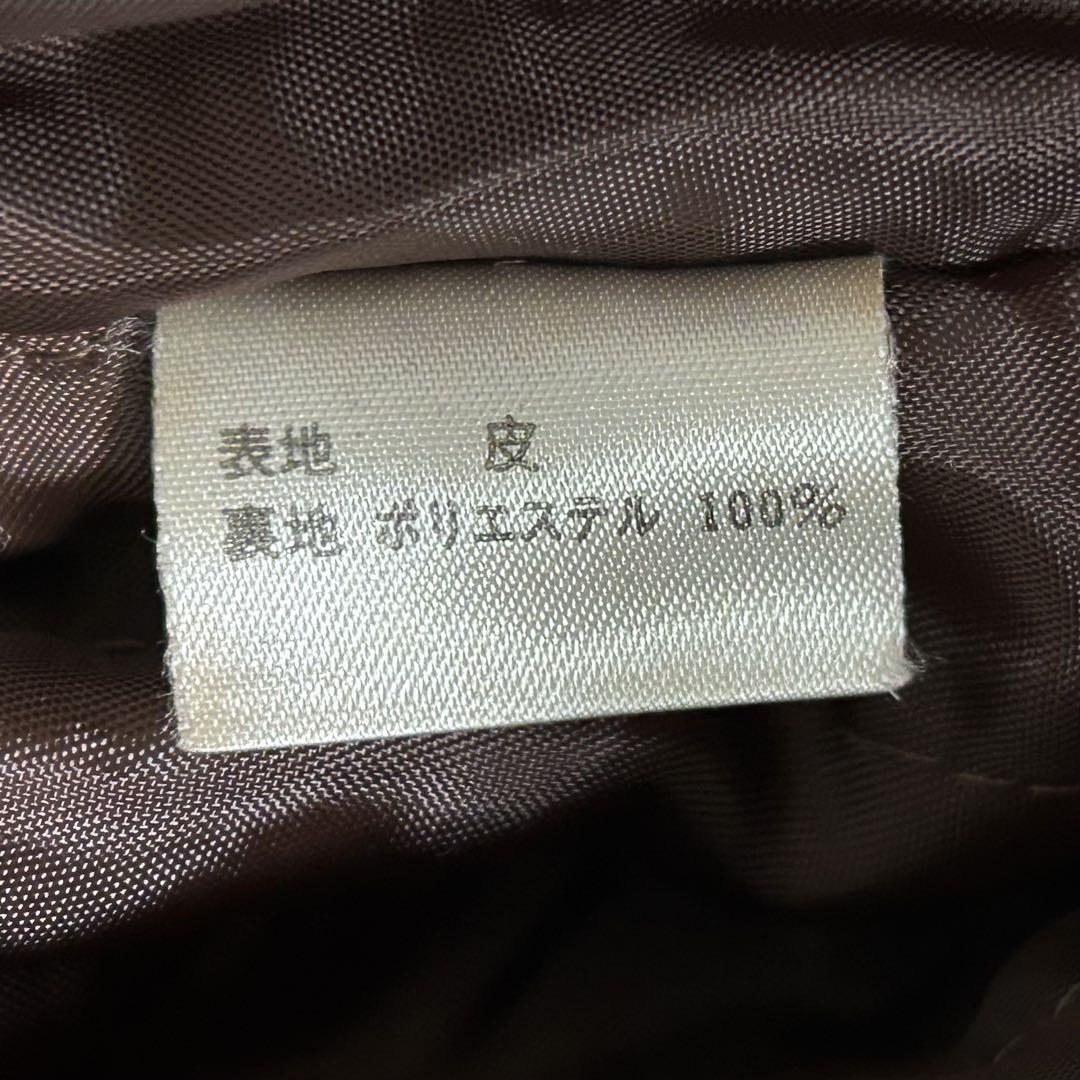 表地 皮
裏地 ポリエステル 100%